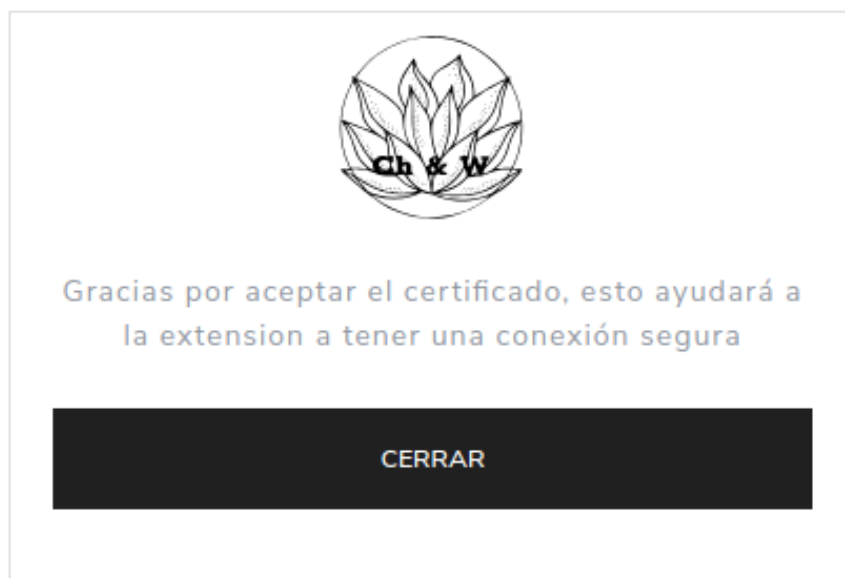 Ch & W
Gracias por aceptar el certificado, esto ayudará a
la extension a tener una conexión segura
CERRAR